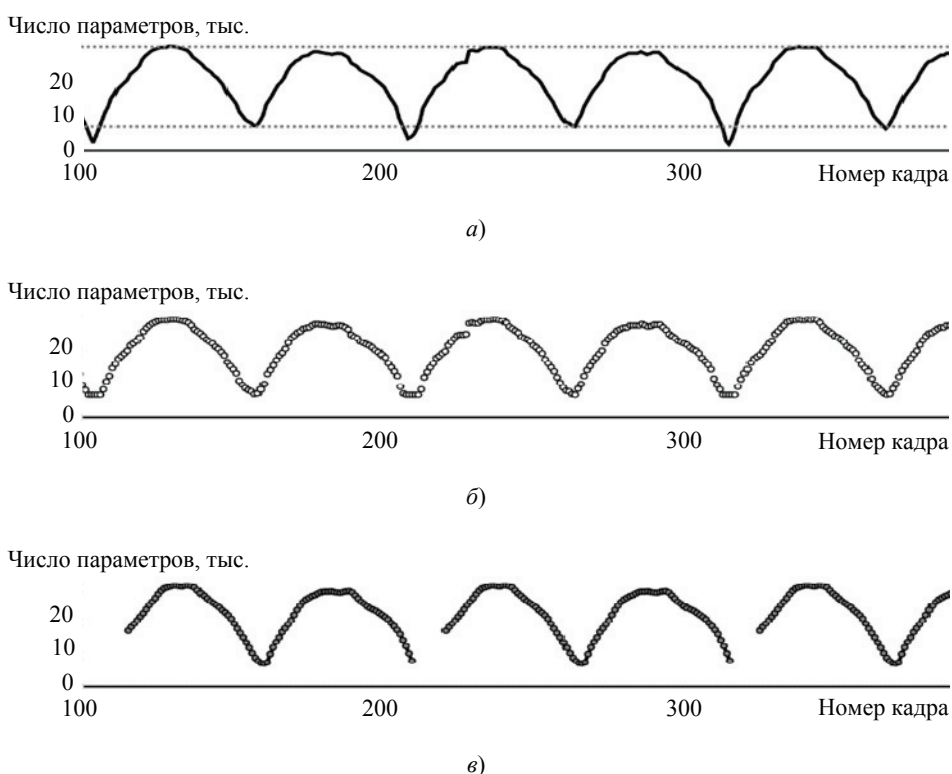 Число параметров, тыс.
20
10
0
100 200 300 Номер кадра
а)
Число параметров, тыс.
20
10
0
100 200 300 Номер кадра
б)
Число параметров, тыс.
20
10
0
100 200 300 Номер кадра
в)